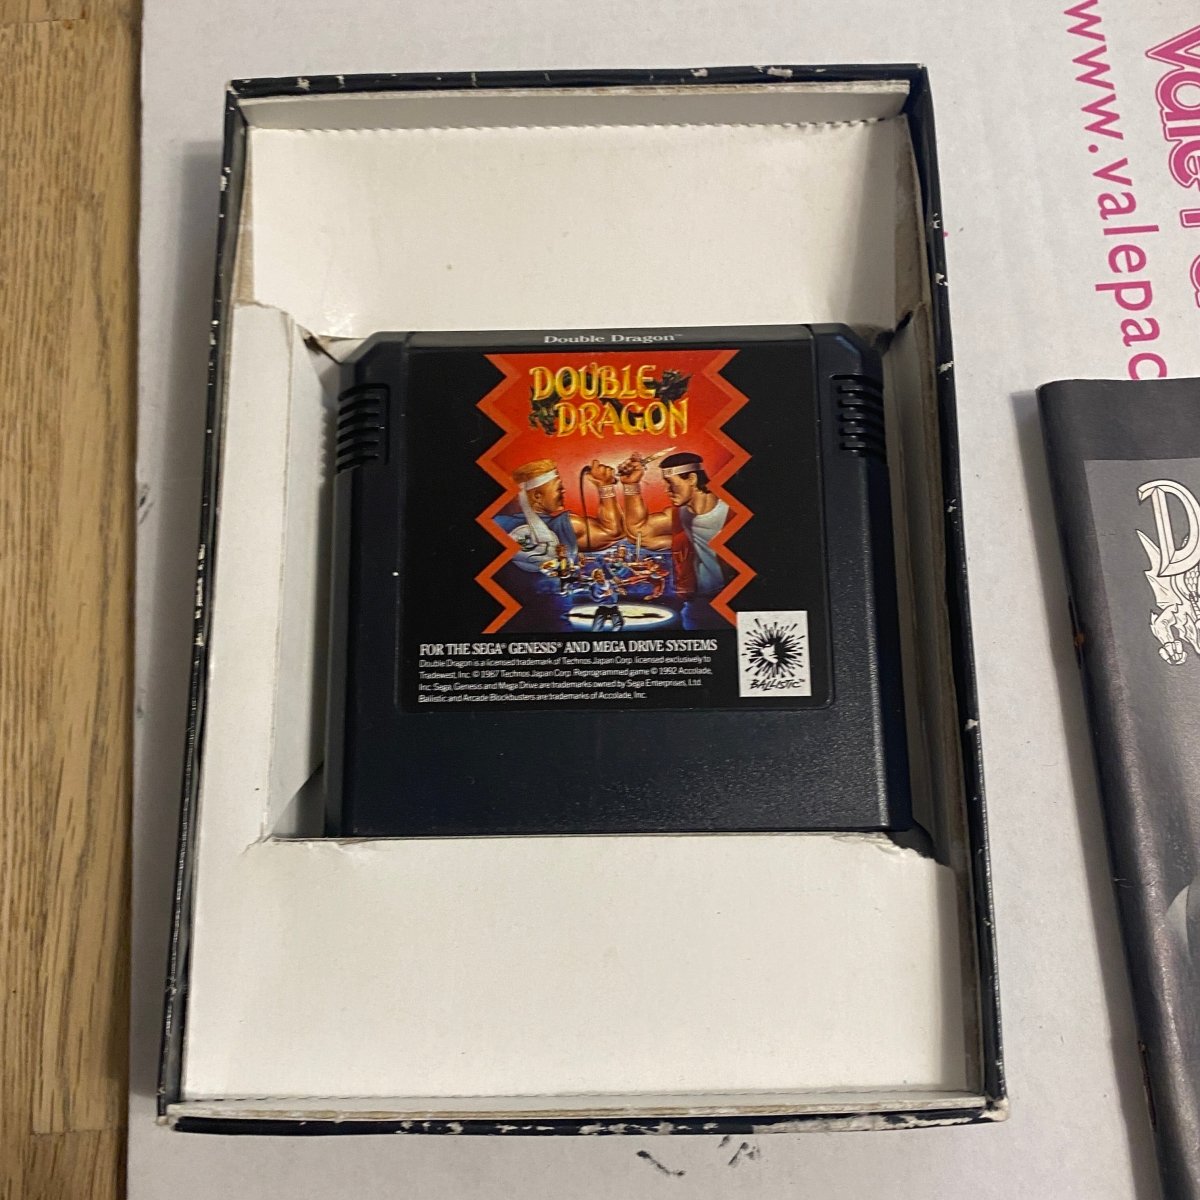 Double Dragon™
DOUBLE
DRAGON
FOR THE SEGA® GENESIS® AND MEGA DRIVE SYSTEMS
Double Dragon is a licensed trademark of Technos Japan Corp. licensed exclusively to
Tradewest, Inc. © 1987 Technos Japan Corp. Reprogrammed game © 1992 Accolade,
Inc. Sega, Genesis and Mega Drive are trademarks owned by Sega Enterprises, Ltd.
Ballistic and Arcade Blockbusters are trademarks of Accolade, Inc.
BALLISTIC™
www.valepac
D